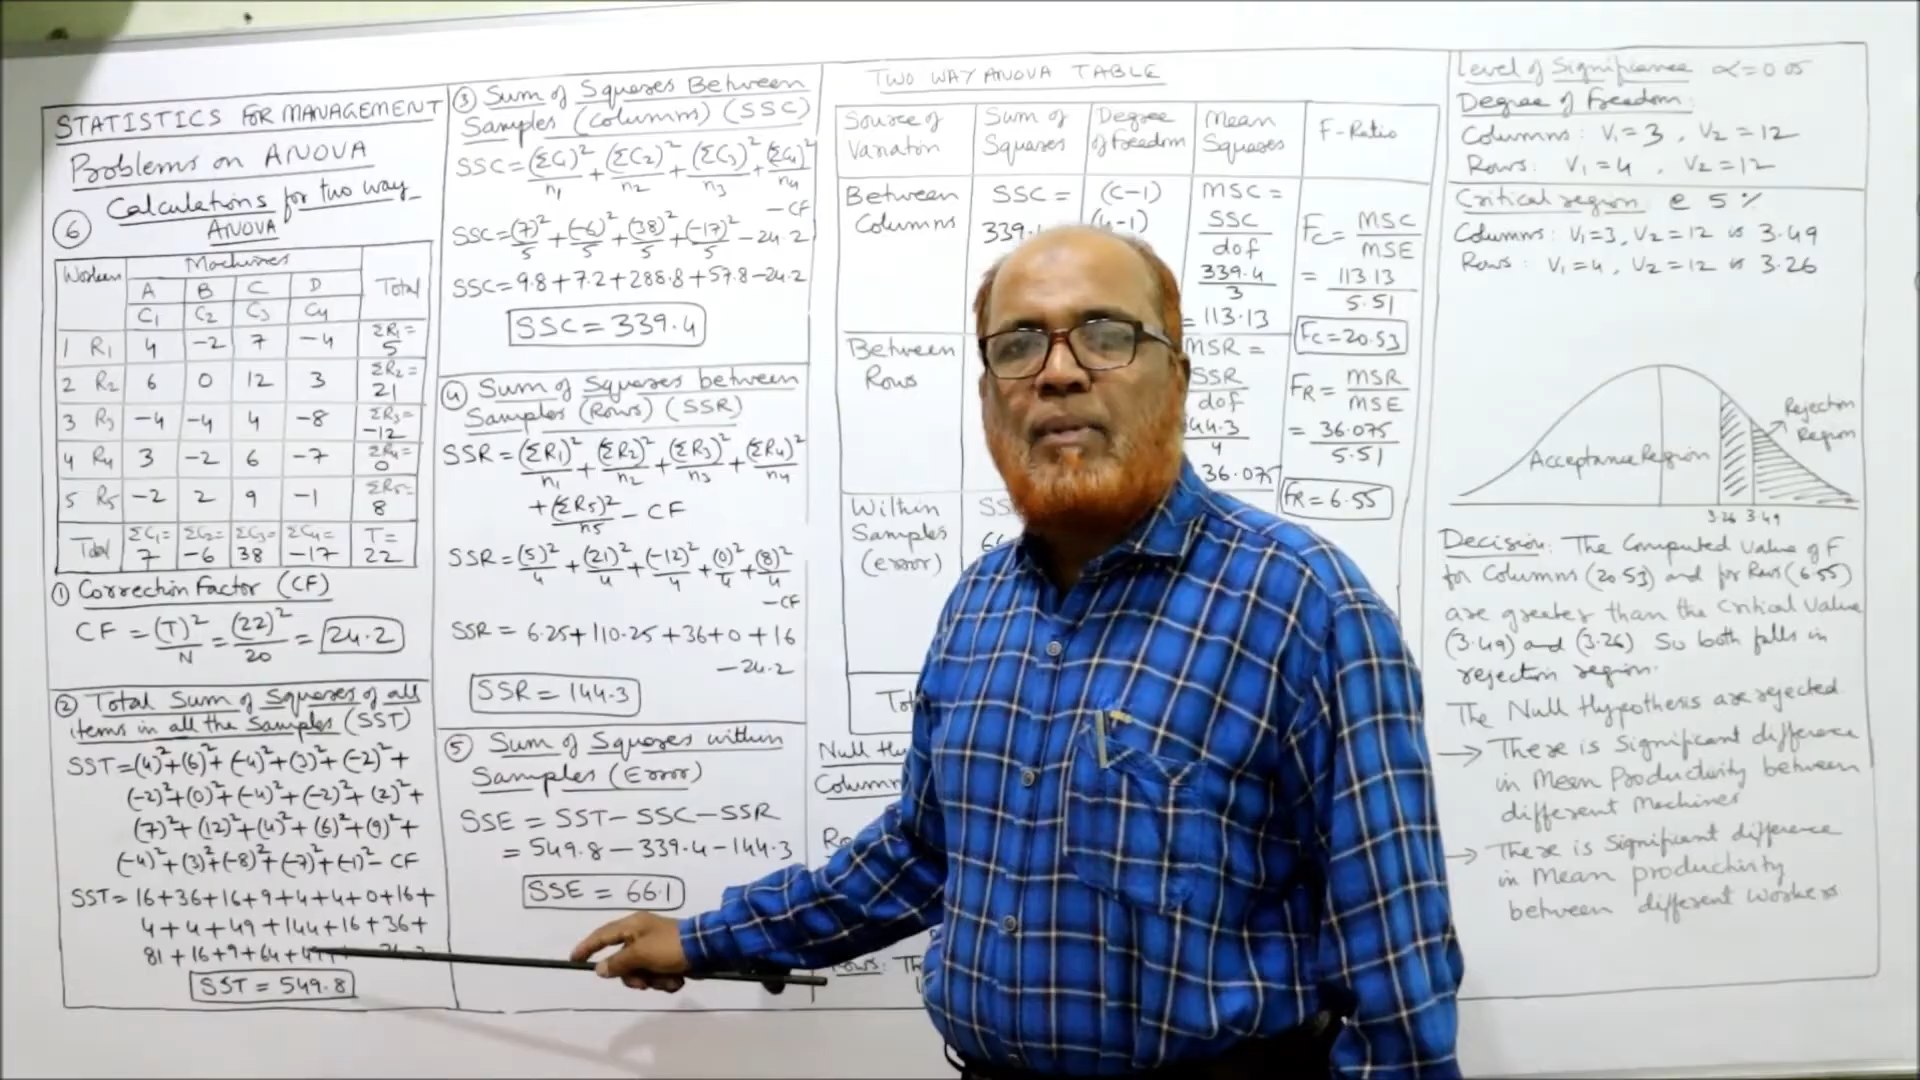 STATISTICS FOR MANAGEMENT
Problems on ANOVA
⑥ Calculations for two way
ANOVA
Workers Machines Total
A B C D
C₁ C₂ C₃ C₄
1 R₁ 4 -2 7 -4 ΣR₁= 5
2 R₂ 6 0 12 3 ΣR₂= 21
3 R₃ -4 -4 4 -8 ΣR₃= -12
4 R₄ 3 -2 6 -7 ΣR₄= 0
5 R₅ -2 2 9 -1 ΣR₅= 8
Total ΣC₁= 7 ΣC₂= -6 ΣC₃= 38 ΣC₄= -17 T= 22
① Correction Factor (CF)
CF = (T)²/N = (22)²/20 = 24.2
② Total Sum of Squares of all
items in all the Samples (SST)
SST=(4)²+(6)²+(-4)²+(3)²+(-2)²+
(-2)²+(0)²+(-4)²+(-2)²+(2)²+
(7)²+(12)²+(4)²+(6)²+(9)²+
(-4)²+(3)²+(-8)²+(-7)²+(-1)²-CF
SST=16+36+16+9+4+4+0+16+
4+4+49+144+16+36+
81+16+9+64+
SST = 549.8
③ Sum of Squares Between
Samples (Columns) (SSC)
SSC=(ΣC₁)²/n₁+(ΣC₂)²/n₂+(ΣC₃)²/n₃+(ΣC₄)²/n₄
-CF
SSC=(7)²/5+(-6)²/5+(38)²/5+(-17)²/5-24.2
SSC=9.8+7.2+288.8+57.8-24.2
SSC=339.4
④ Sum of Squares between
Samples (Rows) (SSR)
SSR=(ΣR₁)²/n₁+(ΣR₂)²/n₂+(ΣR₃)²/n₃+(ΣR₄)²/n₄
+(ΣR₅)²/n₅-CF
SSR=(5)²/4+(21)²/4+(-12)²/4+(0)²/4+(8)²/4
-CF
SSR=6.25+110.25+36+0+16
-24.2
SSR=144.3
⑤ Sum of Squares within
Samples (Error)
SSE = SST-SSC-SSR
= 549.8-339.4-144.3
SSE = 66.1
TWO WAY ANOVA TABLE
Source of Variation Sum of Squares Degree of freedom Mean Squares F-Ratio
Between Columns SSC = 339. (C-1) (4-1) MSC = SSC/dof 339.4/3 = 113.13 Fc = MSC/MSE = 113.13/5.51 Fc=20.53
Between Rows MSR = SSR/dof 144.3/4 36.075 FR = MSR/MSE = 36.075/5.51 FR=6.55
Within Samples (error)
Null
Column
Level of Significance α=0.05
Degree of freedom:
Columns: V₁=3, V₂=12
Rows: V₁=4, V₂=12
Critical region @ 5%
Columns: V₁=3, V₂=12 is 3.49
Rows: V₁=4, V₂=12 is 3.26
Rejection
Region
Acceptance Region
3.26 3.49
Decision: The Computed value of F
for Columns (20.53) and for Rows (6.55)
are greater than the Critical value
(3.49) and (3.26) So both falls in
rejection region.
The Null Hypothesis are rejected
→ There is significant difference
in Mean Productivity between
different Machines
→ There is significant difference
in Mean productivity
between different workers